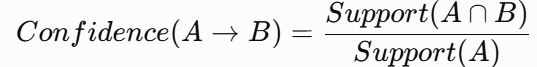 Confidence(A → B) = Support(A ∩ B) / Support(A)